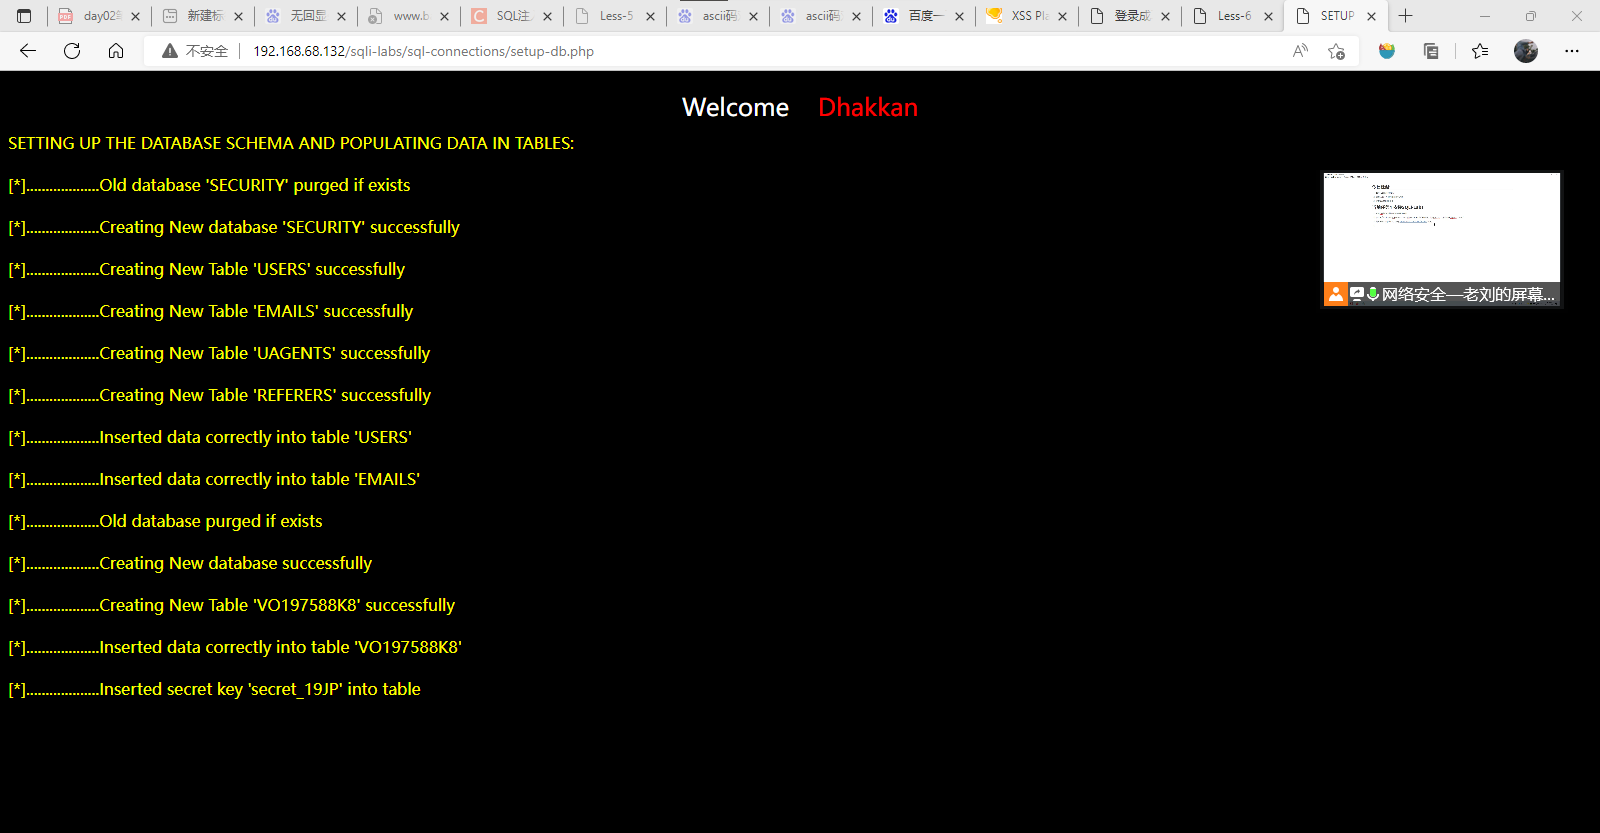 day02
新建标
无回显
www.b
SQL注
Less-5
ascii码
ascii码
百度一
XSS Pla
登录成
Less-6
SETUP
不安全
192.168.68.132/sqli-labs/sql-connections/setup-db.php
Welcome Dhakkan
SETTING UP THE DATABASE SCHEMA AND POPULATING DATA IN TABLES:
[*]...................Old database 'SECURITY' purged if exists
[*]...................Creating New database 'SECURITY' successfully
[*]...................Creating New Table 'USERS' successfully
[*]...................Creating New Table 'EMAILS' successfully
[*]...................Creating New Table 'UAGENTS' successfully
[*]...................Creating New Table 'REFERERS' successfully
[*]...................Inserted data correctly into table 'USERS'
[*]...................Inserted data correctly into table 'EMAILS'
[*]...................Old database purged if exists
[*]...................Creating New database successfully
[*]...................Creating New Table 'VO197588K8' successfully
[*]...................Inserted data correctly into table 'VO197588K8'
[*]...................Inserted secret key 'secret_19JP' into table
网络安全—老刘的屏幕...